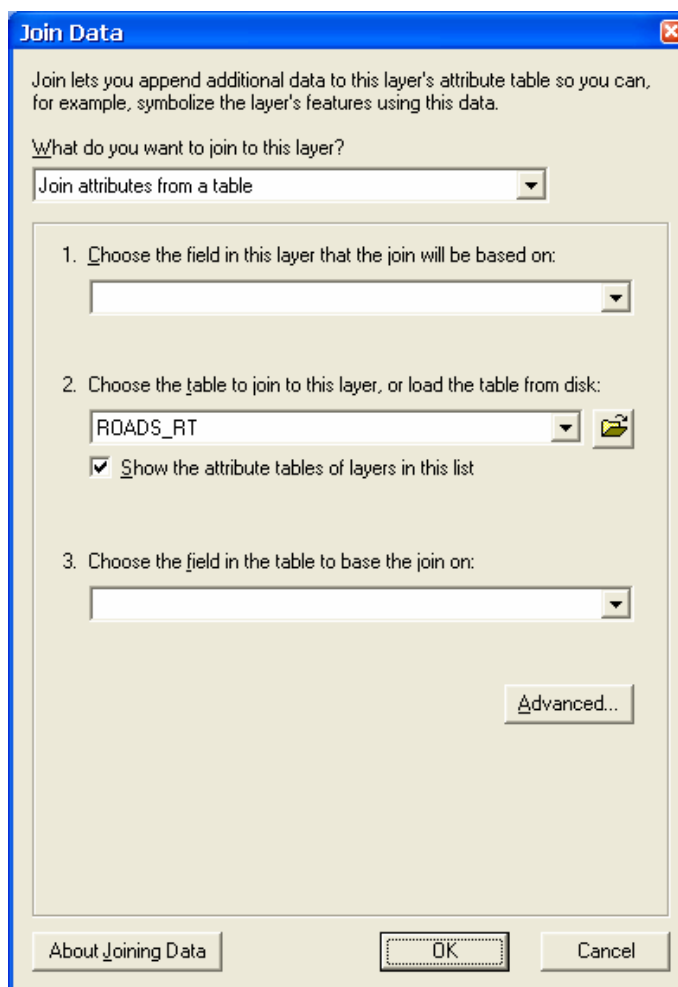 Join Data
Join lets you append additional data to this layer's attribute table so you can,
for example, symbolize the layer's features using this data.
What do you want to join to this layer?
Join attributes from a table
1. Choose the field in this layer that the join will be based on:
2. Choose the table to join to this layer, or load the table from disk:
ROADS_RT
Show the attribute tables of layers in this list
3. Choose the field in the table to base the join on:
Advanced...
About Joining Data
OK
Cancel